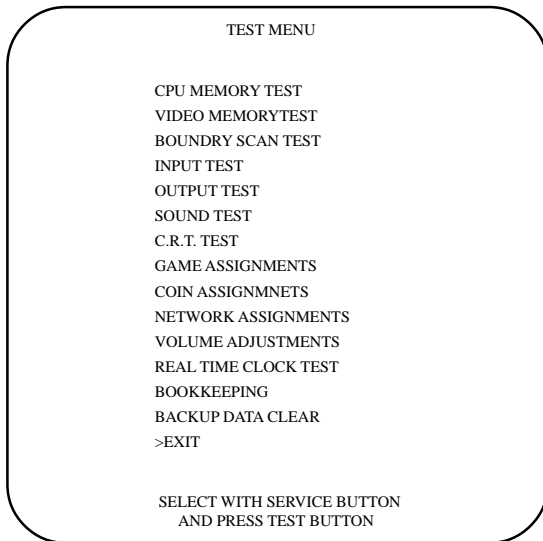 TEST MENU
CPU MEMORY TEST
VIDEO MEMORYTEST
BOUNDRY SCAN TEST
INPUT TEST
OUTPUT TEST
SOUND TEST
C.R.T. TEST
GAME ASSIGNMENTS
COIN ASSIGNMNETS
NETWORK ASSIGNMENTS
VOLUME ADJUSTMENTS
REAL TIME CLOCK TEST
BOOKKEEPING
BACKUP DATA CLEAR
>EXIT
SELECT WITH SERVICE BUTTON
AND PRESS TEST BUTTON